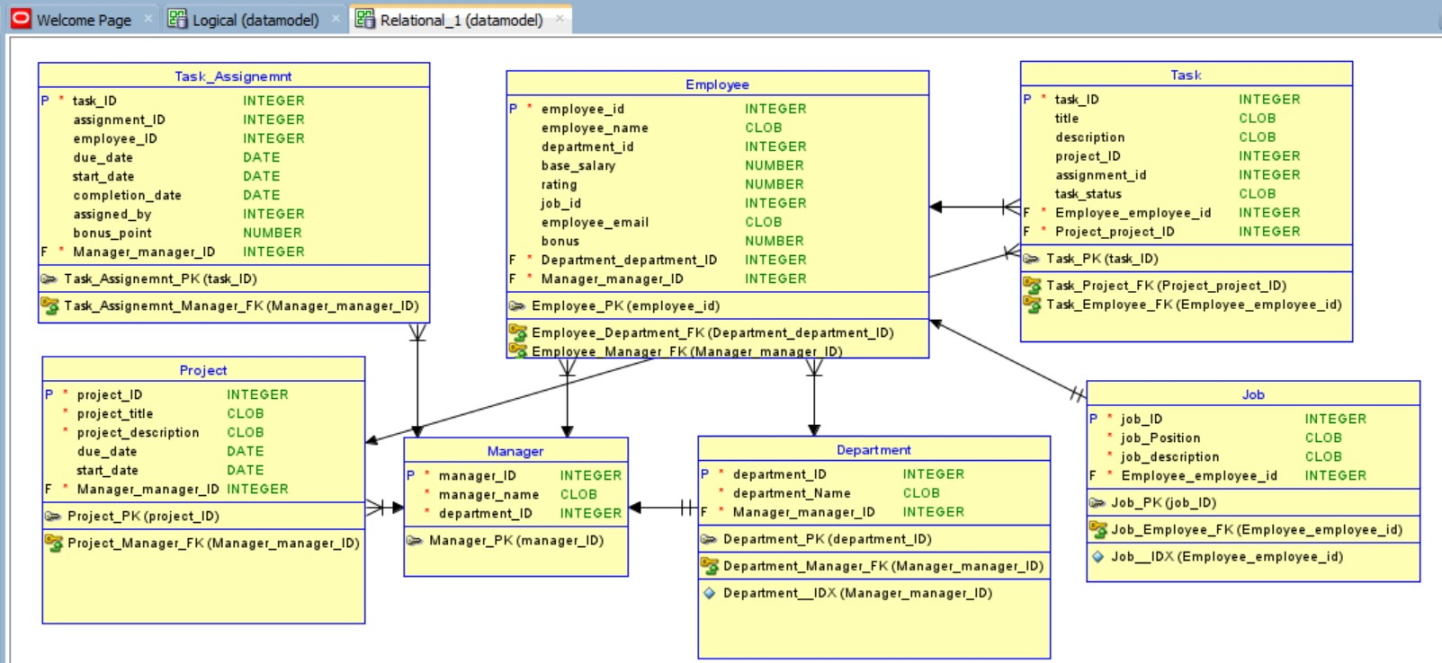 Welcome Page
Logical (datamodel)
Relational_1 (datamodel)
Task_Assignemnt
P * task_ID INTEGER
assignment_ID INTEGER
employee_ID INTEGER
due_date DATE
start_date DATE
completion_date DATE
assigned_by INTEGER
bonus_point NUMBER
F * Manager_manager_ID INTEGER
Task_Assignemnt_PK (task_ID)
Task_Assignemnt_Manager_FK (Manager_manager_ID)
Employee
P * employee_id INTEGER
employee_name CLOB
department_id INTEGER
base_salary NUMBER
rating NUMBER
job_id INTEGER
employee_email CLOB
bonus NUMBER
F * Department_department_ID INTEGER
F * Manager_manager_ID INTEGER
Employee_PK (employee_id)
Employee_Department_FK (Department_department_ID)
Employee_Manager_FK (Manager_manager_ID)
Task
P * task_ID INTEGER
title CLOB
description CLOB
project_ID INTEGER
assignment_id INTEGER
task_status CLOB
F * Employee_employee_id INTEGER
F * Project_project_ID INTEGER
Task_PK (task_ID)
Task_Project_FK (Project_project_ID)
Task_Employee_FK (Employee_employee_id)
Project
P * project_ID INTEGER
* project_title CLOB
* project_description CLOB
due_date DATE
start_date DATE
F * Manager_manager_ID INTEGER
Project_PK (project_ID)
Project_Manager_FK (Manager_manager_ID)
Manager
P * manager_ID INTEGER
* manager_name CLOB
* department_ID INTEGER
Manager_PK (manager_ID)
Department
P * department_ID INTEGER
* department_Name CLOB
F * Manager_manager_ID INTEGER
Department_PK (department_ID)
Department_Manager_FK (Manager_manager_ID)
Department__IDX (Manager_manager_ID)
Job
P * job_ID INTEGER
* job_Position CLOB
* job_description CLOB
F * Employee_employee_id INTEGER
Job_PK (job_ID)
Job_Employee_FK (Employee_employee_id)
Job__IDX (Employee_employee_id)